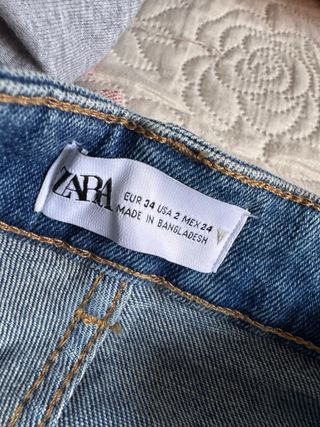 ZARA
EUR 34 USA 2 MEX 24
MADE IN BANGLADESH